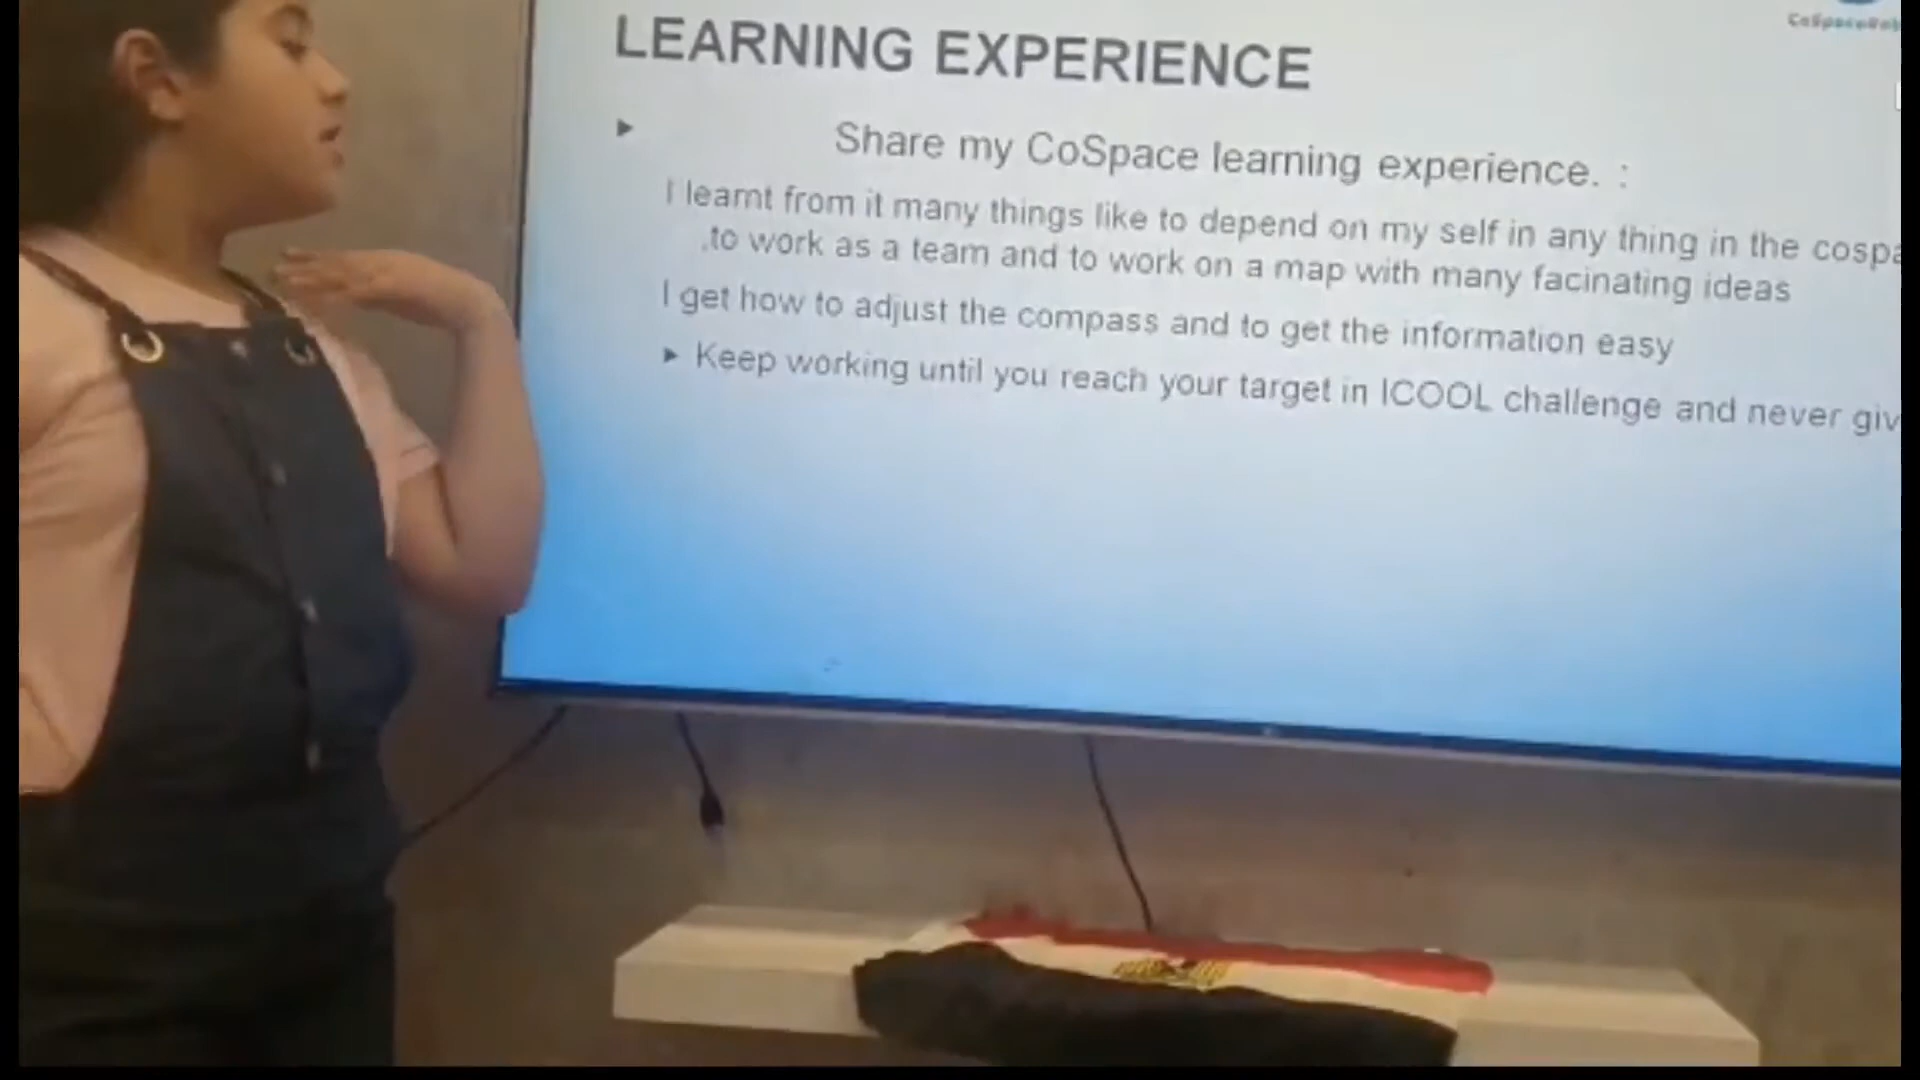 CoSpaceRob
LEARNING EXPERIENCE
Share my CoSpace learning experience. :
I learnt from it many things like to depend on my self in any thing in the cospa
.to work as a team and to work on a map with many facinating ideas
I get how to adjust the compass and to get the information easy
Keep working until you reach your target in ICOOL challenge and never giv